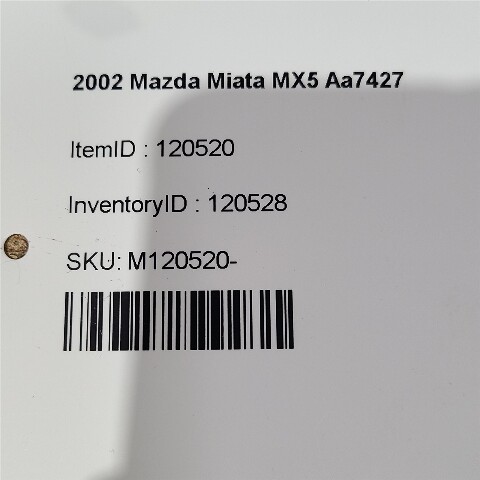 2002 Mazda Miata MX5 Aa7427
ItemID : 120520
InventoryID : 120528
SKU: M120520-